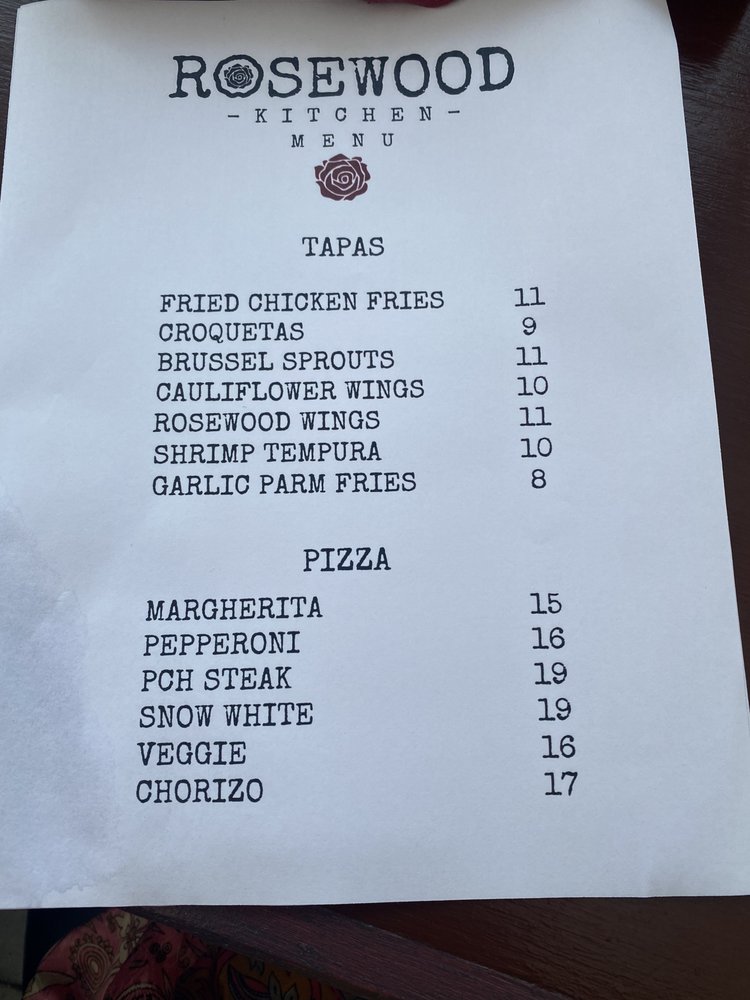 ROSEWOOD
- KITCHEN -
MENU
TAPAS
FRIED CHICKEN FRIES 11
CROQUETAS 9
BRUSSEL SPROUTS 11
CAULIFLOWER WINGS 10
ROSEWOOD WINGS 11
SHRIMP TEMPURA 10
GARLIC PARM FRIES 8
PIZZA
MARGHERITA 15
PEPPERONI 16
PCH STEAK 19
SNOW WHITE 19
VEGGIE 16
CHORIZO 17